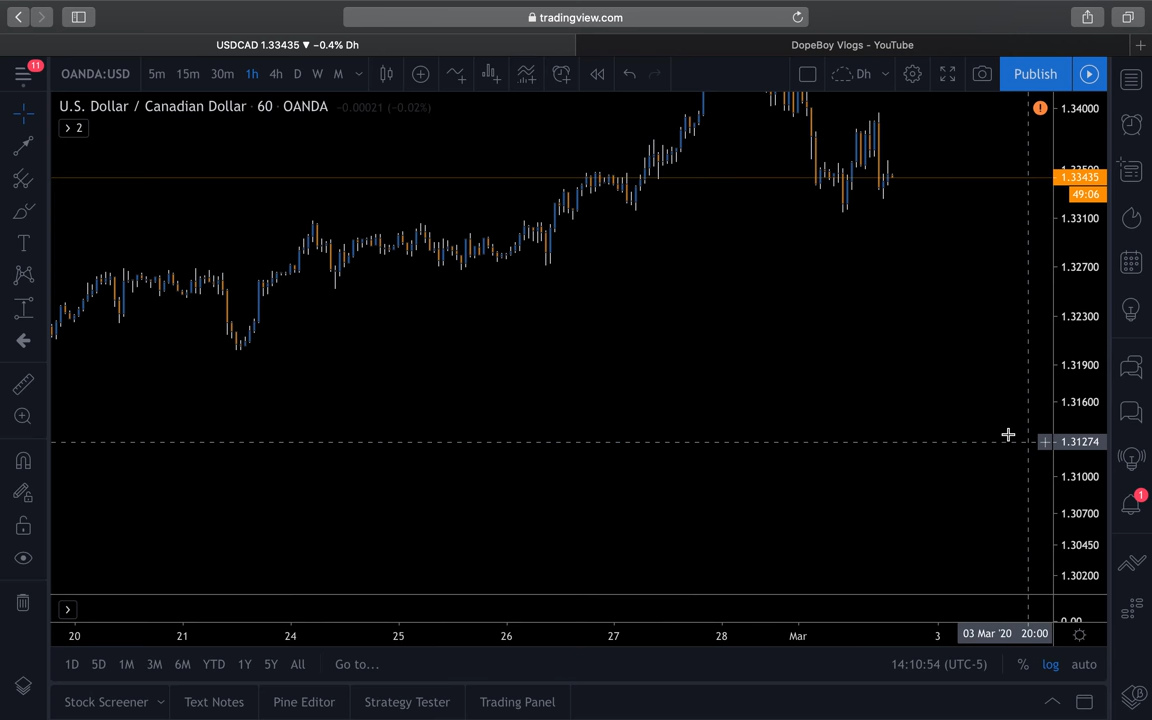 tradingview.com
USDCAD 1.33435 ▼ −0.4% Dh
DopeBoy Vlogs - YouTube
11
OANDA:USD 5m 15m 30m 1h 4h D W M Dh Publish
U.S. Dollar / Canadian Dollar · 60 · OANDA −0.00021 (−0.02%)
2
1.34000
1.33435
49:06
1.33100
1.32700
1.32300
1.31900
1.31600
1.31274
1.31000
1.30700
1.30450
1.30200
1
20 21 24 25 26 27 28 Mar 3 03 Mar '20 20:00
1D 5D 1M 3M 6M YTD 1Y 5Y All Go to... 14:10:54 (UTC-5) % log auto
Stock Screener Text Notes Pine Editor Strategy Tester Trading Panel